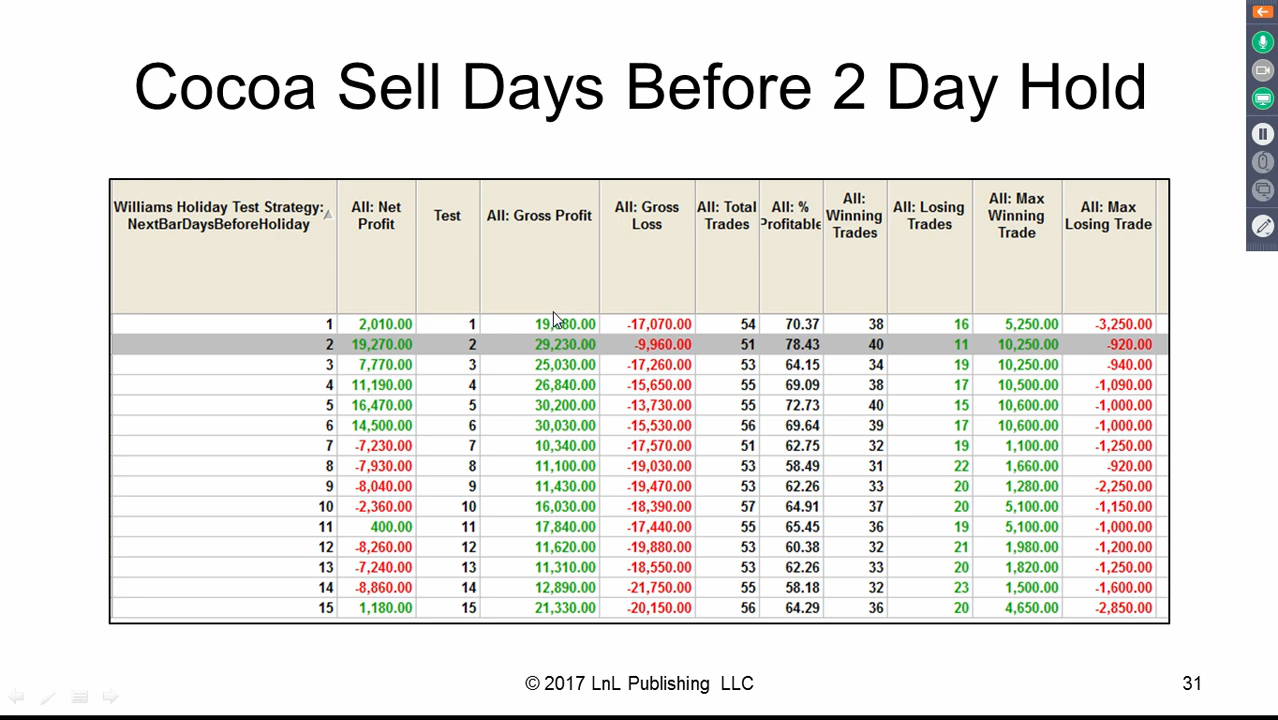 Cocoa Sell Days Before 2 Day Hold
Williams Holiday Test Strategy: NextBarDaysBeforeHoliday All: Net Profit Test All: Gross Profit All: Gross Loss All: Total Trades All: % Profitable All: Winning Trades All: Losing Trades All: Max Winning Trade All: Max Losing Trade
1 2,010.00 1 -17,070.00 54 70.37 38 16 5,250.00 -3,250.00
2 19,270.00 2 29,230.00 -9,960.00 51 78.43 40 11 10,250.00 -920.00
3 7,770.00 3 25,030.00 -17,260.00 53 64.15 34 19 10,250.00 -940.00
4 11,190.00 4 26,840.00 -15,650.00 55 69.09 38 17 10,500.00 -1,090.00
5 16,470.00 5 30,200.00 -13,730.00 55 72.73 40 15 10,600.00 -1,000.00
6 14,500.00 6 30,030.00 -15,530.00 56 69.64 39 17 10,600.00 -1,000.00
7 -7,230.00 7 10,340.00 -17,570.00 51 62.75 32 19 1,100.00 -1,250.00
8 -7,930.00 8 11,100.00 -19,030.00 53 58.49 31 22 1,660.00 -920.00
9 -8,040.00 9 11,430.00 -19,470.00 53 62.26 33 20 1,280.00 -2,250.00
10 -2,360.00 10 16,030.00 -18,390.00 57 64.91 37 20 5,100.00 -1,150.00
11 400.00 11 17,840.00 -17,440.00 55 65.45 36 19 5,100.00 -1,000.00
12 -8,260.00 12 11,620.00 -19,880.00 53 60.38 32 21 1,980.00 -1,200.00
13 -7,240.00 13 11,310.00 -18,550.00 53 62.26 33 20 1,820.00 -1,250.00
14 -8,860.00 14 12,890.00 -21,750.00 55 58.18 32 23 1,500.00 -1,600.00
15 1,180.00 15 21,330.00 -20,150.00 56 64.29 36 20 4,650.00 -2,850.00
© 2017 LnL Publishing LLC
31